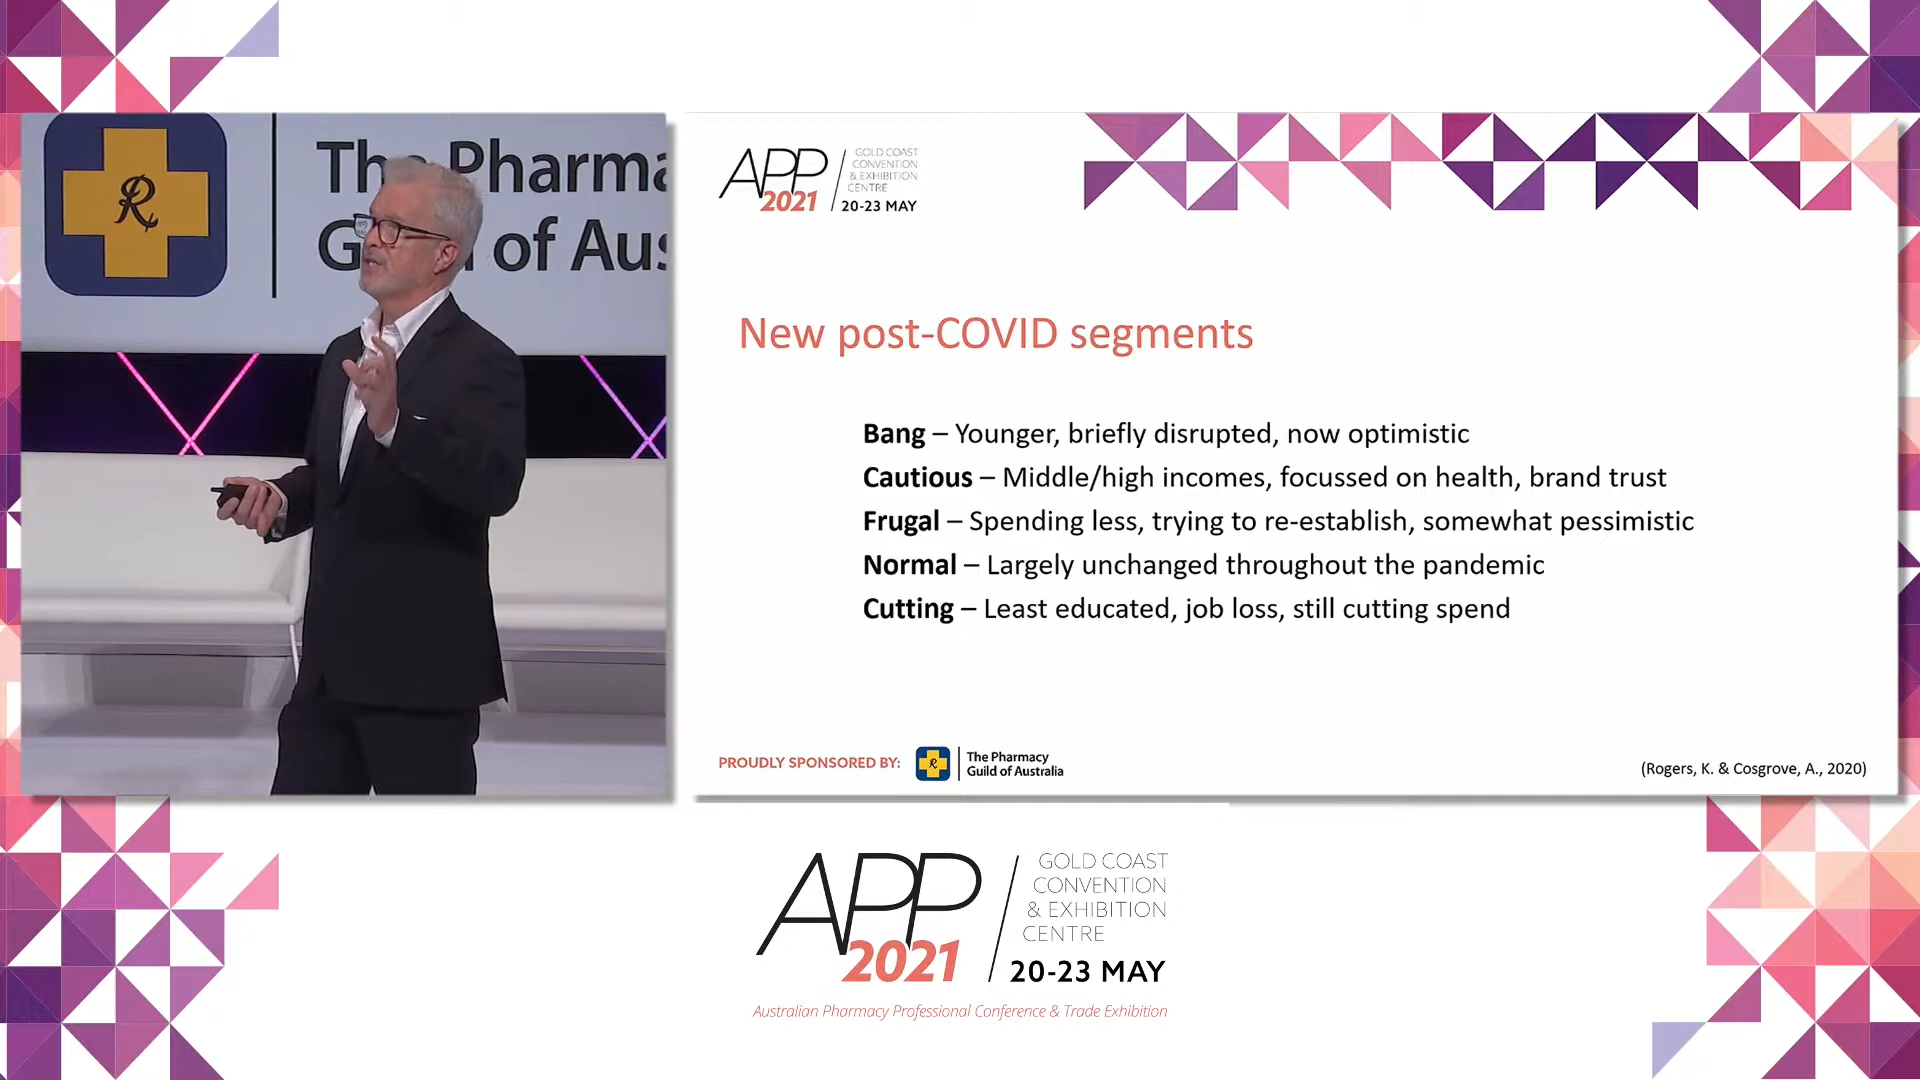 The Pharma
Guild of Aus
APP
2021
GOLD COAST
CONVENTION
& EXHIBITION
CENTRE
20-23 MAY
New post-COVID segments
Bang – Younger, briefly disrupted, now optimistic
Cautious – Middle/high incomes, focussed on health, brand trust
Frugal – Spending less, trying to re-establish, somewhat pessimistic
Normal – Largely unchanged throughout the pandemic
Cutting – Least educated, job loss, still cutting spend
PROUDLY SPONSORED BY:
The Pharmacy
Guild of Australia
(Rogers, K. & Cosgrove, A., 2020)
APP
2021
GOLD COAST
CONVENTION
& EXHIBITION
CENTRE
20-23 MAY
Australian Pharmacy Professional Conference & Trade Exhibition